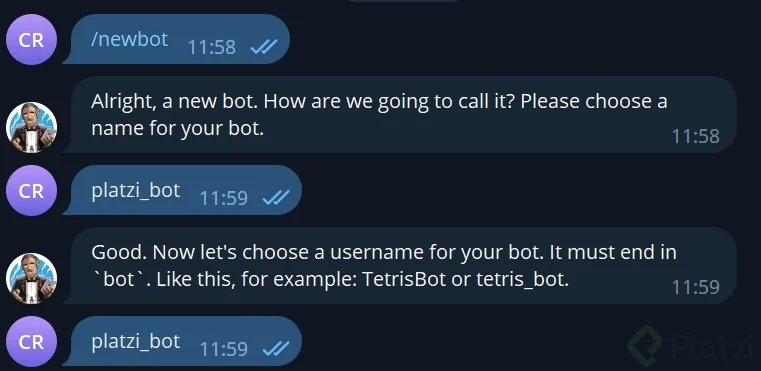 CR
/newbot 11:58
Alright, a new bot. How are we going to call it? Please choose a
name for your bot.
11:58
CR
platzi_bot 11:59
Good. Now let's choose a username for your bot. It must end in
`bot`. Like this, for example: TetrisBot or tetris_bot.
11:59
CR
platzi_bot 11:59
Platzi